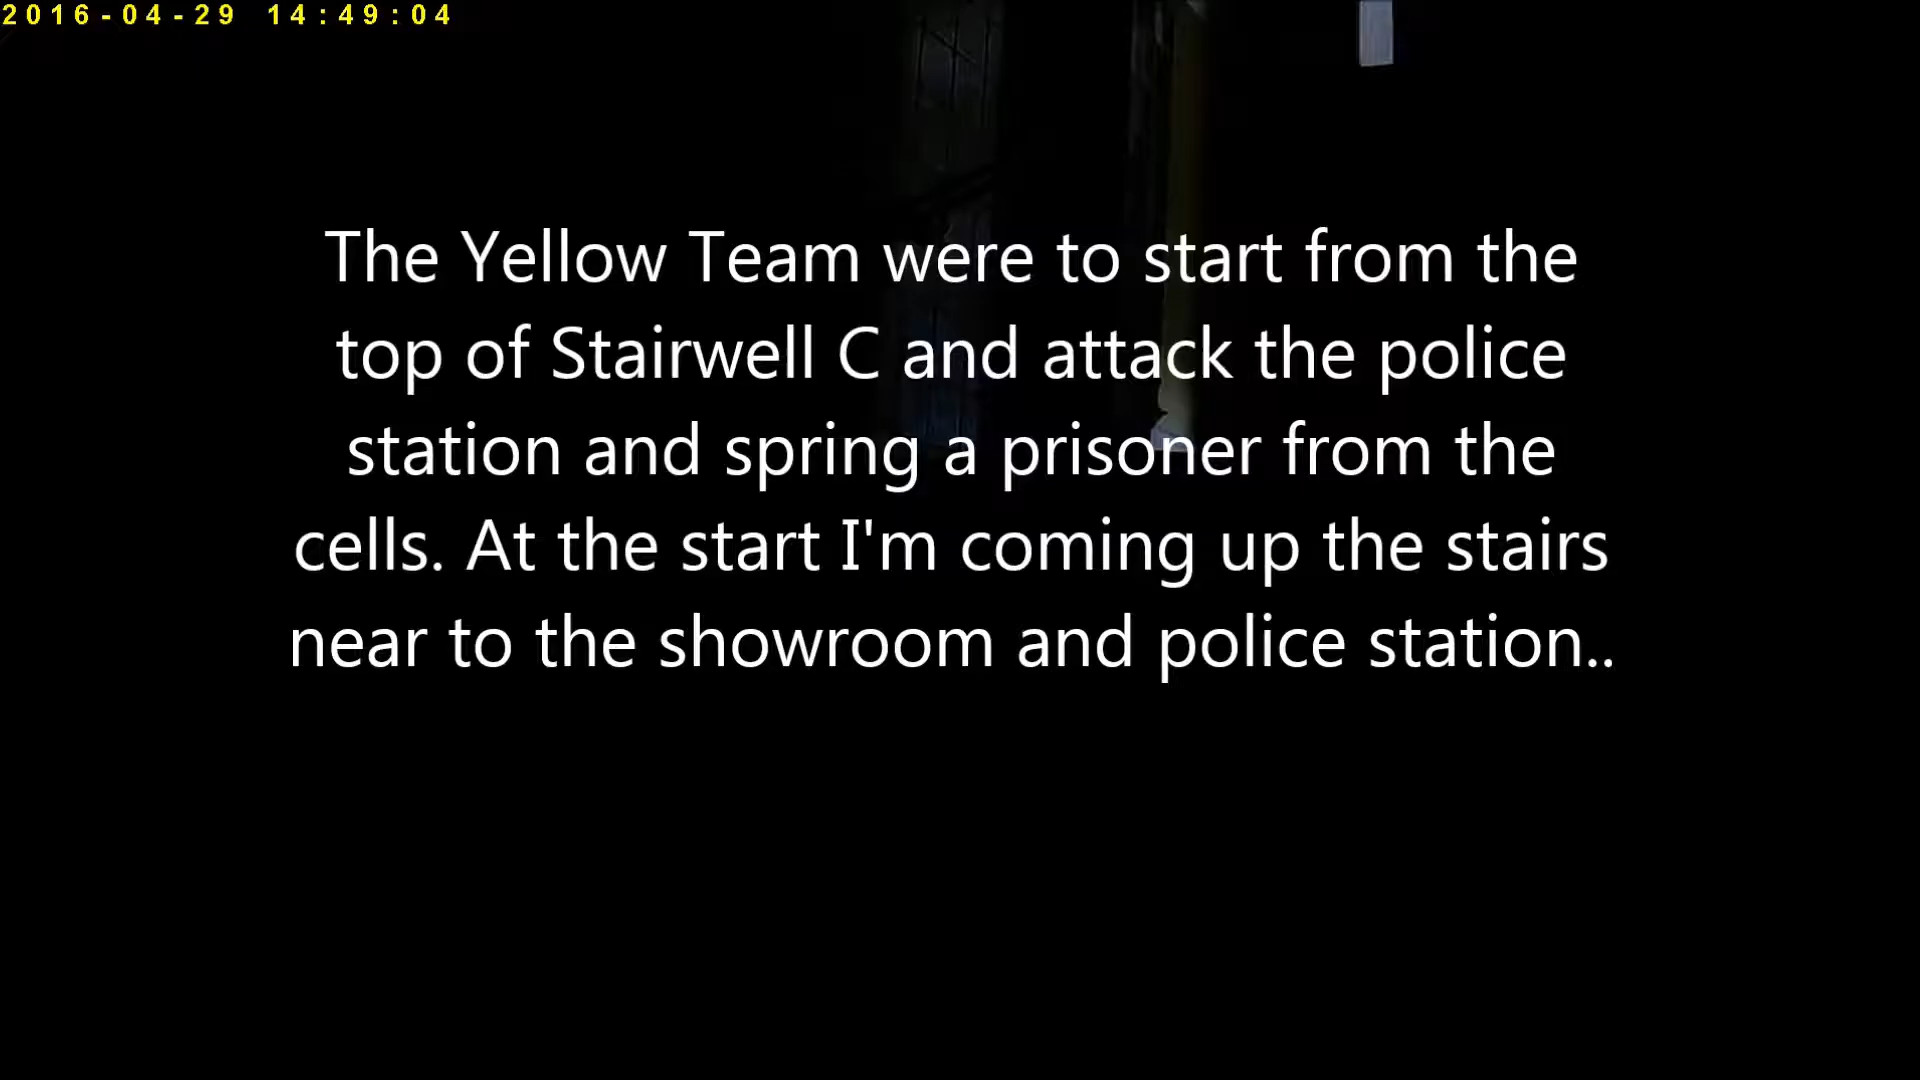 2016-04-29 14:49:04
The Yellow Team were to start from the
top of Stairwell C and attack the police
station and spring a prisoner from the
cells. At the start I'm coming up the stairs
near to the showroom and police station..